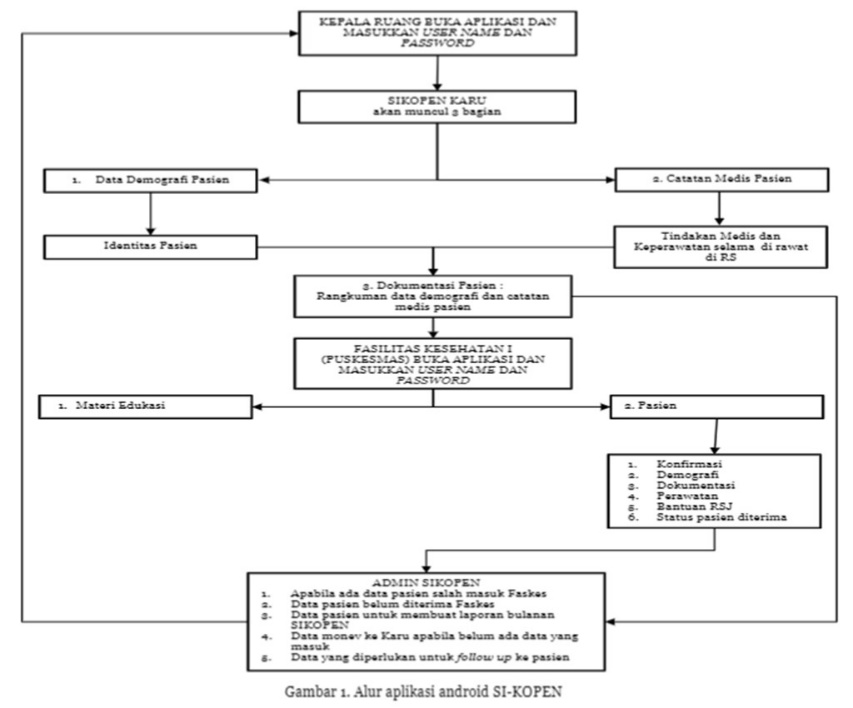 KEPALA RUANG BUKA APLIKASI DAN
MASUKKAN USER NAME DAN
PASSWORD
SIKOPEN KARU
akan muncul 3 bagian
1. Data Demografi Pasien
2. Catatan Medis Pasien
Identitas Pasien
Tindakan Medis dan
Keperawatan selama di rawat
di RS
3. Dokumentasi Pasien :
Rangkuman data demografi dan catatan
medis pasien
FASILITAS KESEHATAN I
(PUSKESMAS) BUKA APLIKASI DAN
MASUKKAN USER NAME DAN
PASSWORD
1. Materi Edukasi
2. Pasien
1. Konfirmasi
2. Demografi
3. Dokumentasi
4. Perawatan
5. Bantuan RSJ
6. Status pasien diterima
ADMIN SIKOPEN
1. Apabila ada data pasien salah masuk Faskes
2. Data pasien belum diterima Faskes
3. Data pasien untuk membuat laporan bulanan
SIKOPEN
4. Data monev ke Karu apabila belum ada data yang
masuk
5. Data yang diperlukan untuk follow up ke pasien
Gambar 1. Alur aplikasi android SI-KOPEN